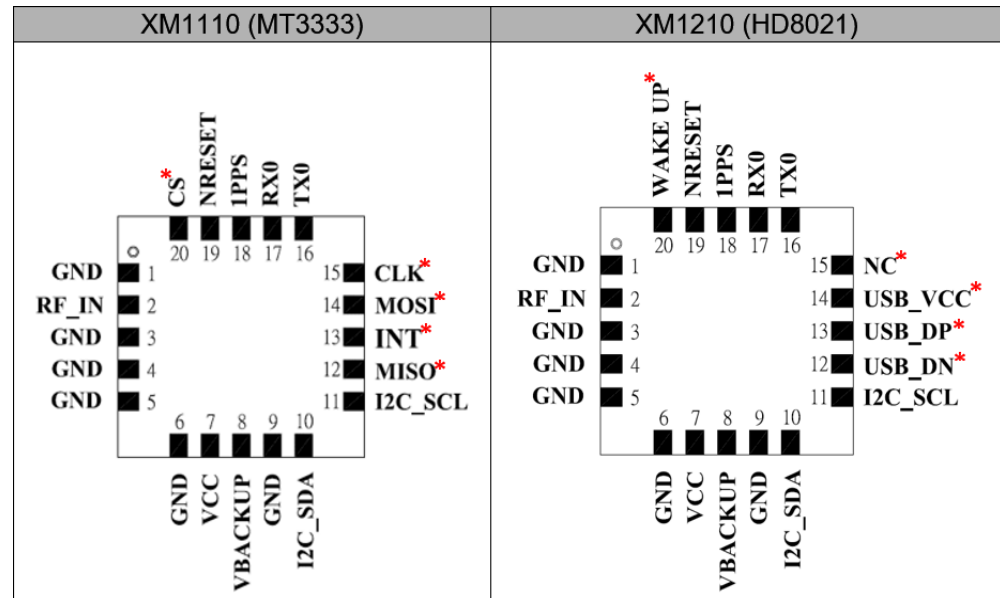 XM1110 (MT3333)
*CS
NRESET
1PPS
RX0
TX0
20 19 18 17 16
GND 1
RF_IN 2
GND 3
GND 4
GND 5
15 CLK*
14 MOSI*
13 INT*
12 MISO*
11 I2C_SCL
6 7 8 9 10
GND
VCC
VBACKUP
GND
I2C_SDA
XM1210 (HD8021)
*WAKE UP
NRESET
1PPS
RX0
TX0
20 19 18 17 16
GND 1
RF_IN 2
GND 3
GND 4
GND 5
15 NC*
14 USB_VCC*
13 USB_DP*
12 USB_DN*
11 I2C_SCL
6 7 8 9 10
GND
VCC
VBACKUP
GND
I2C_SDA